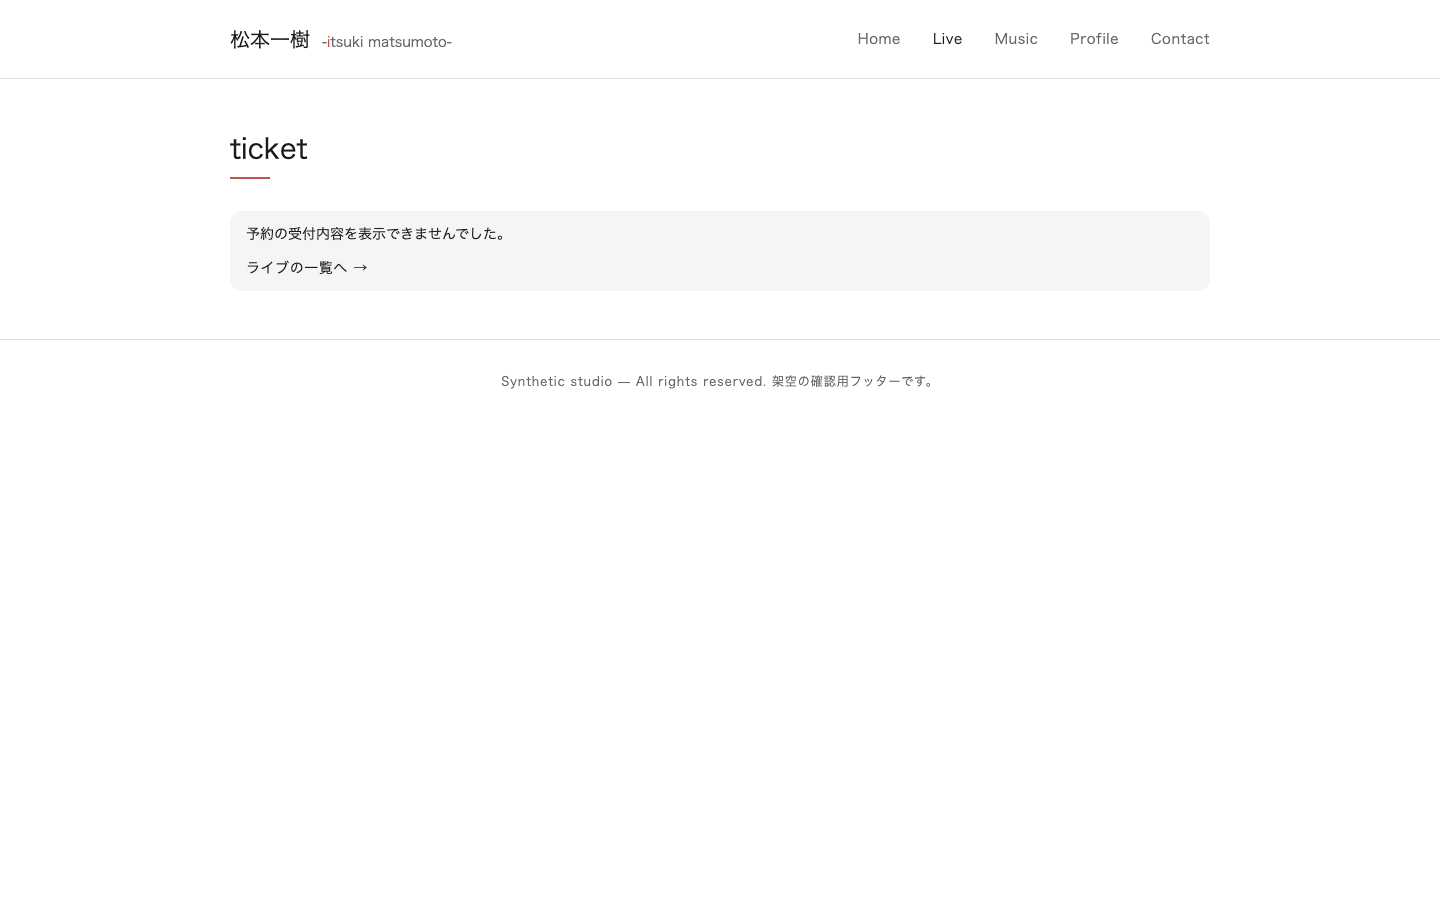 松本一樹 -itsuki matsumoto-
Home Live Music Profile Contact
ticket
予約の受付内容を表示できませんでした。
ライブの一覧へ →
Synthetic studio — All rights reserved. 架空の確認用フッターです。